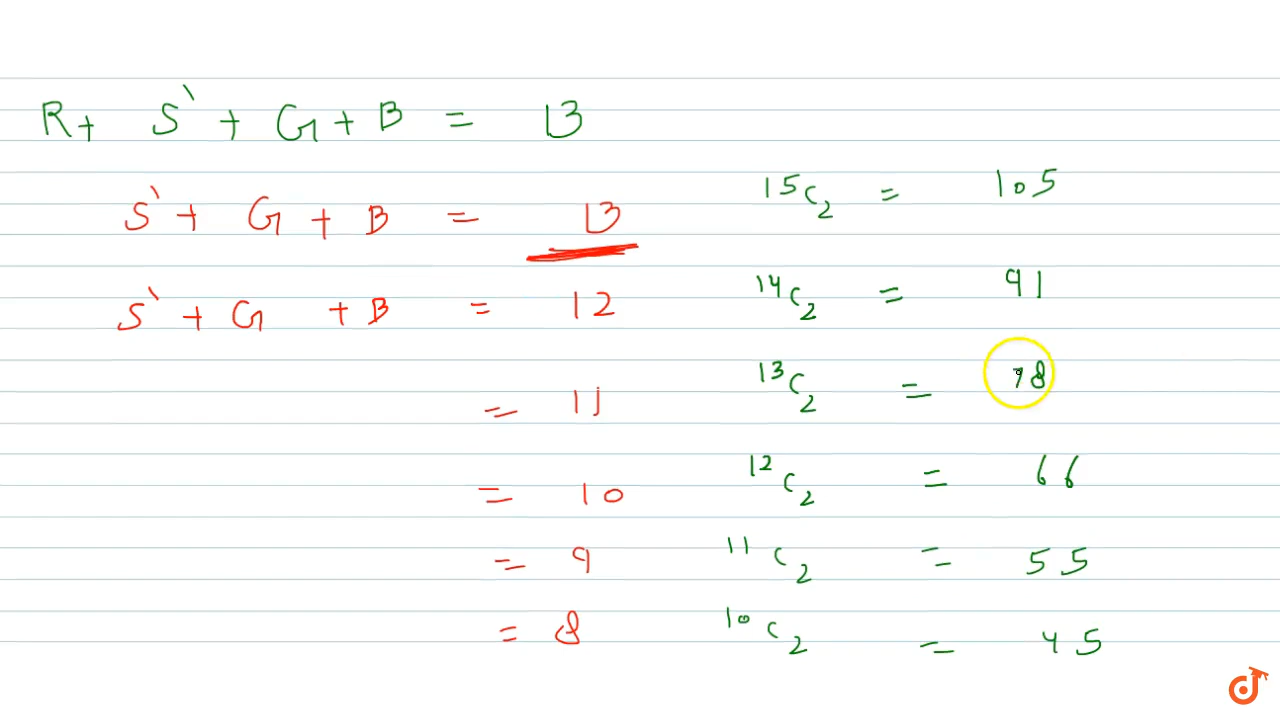 R + S` + G + B = 13
S` + G + B = 13 ¹⁵C₂ = 105
S` + G + B = 12 ¹⁴C₂ = 91
= 11 ¹³C₂ = 78
= 10 ¹²C₂ = 66
= 9 ¹¹C₂ = 55
= 8 ¹⁰C₂ = 45